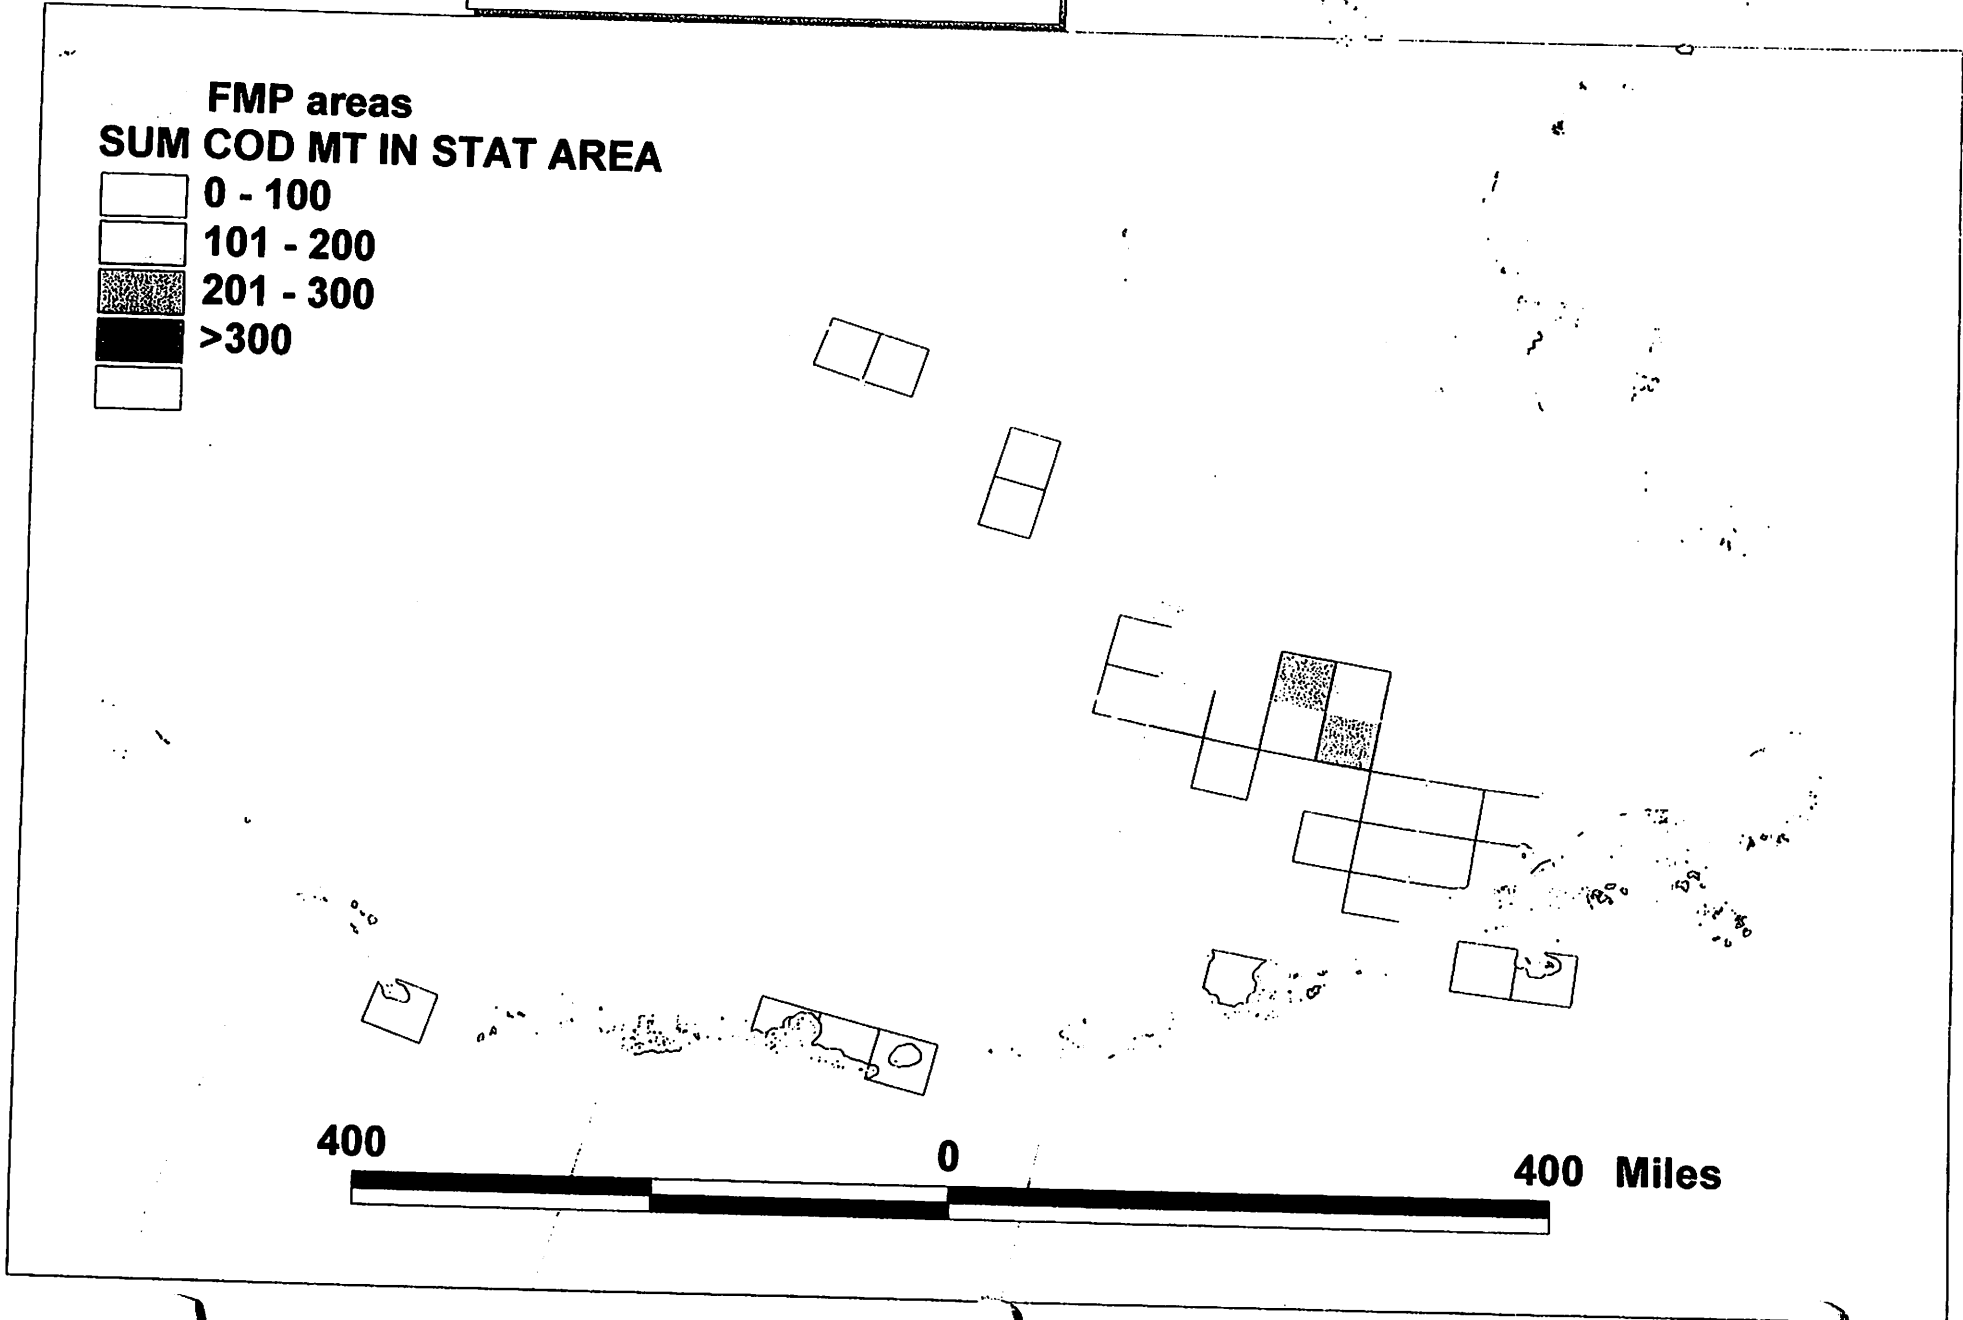 FMP areas
SUM COD MT IN STAT AREA
0 - 100
101 - 200
201 - 300
>300
400 0 400 Miles